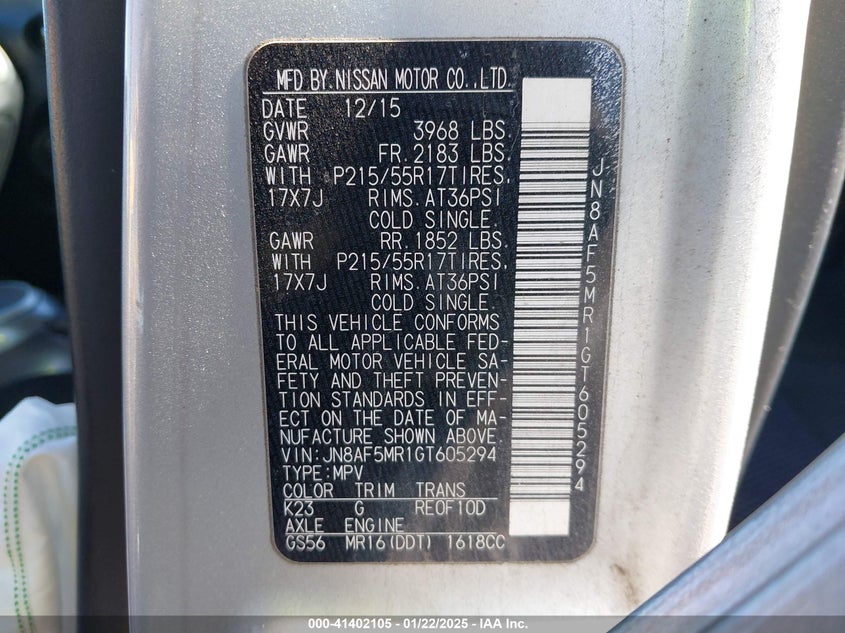 MFD BY NISSAN MOTOR CO.,LTD.
DATE 12/15
GVWR 3968 LBS.
GAWR FR. 2183 LBS.
WITH P215/55R17TIRES,
17X7J RIMS. AT36PSI
COLD SINGLE.
GAWR RR. 1852 LBS.
WITH P215/55R17TIRES,
17X7J RIMS. AT36PSI
COLD SINGLE.
THIS VEHICLE CONFORMS
TO ALL APPLICABLE FED-
ERAL MOTOR VEHICLE SA-
FETY AND THEFT PREVEN-
TION STANDARDS IN EFF-
ECT ON THE DATE OF MA-
NUFACTURE SHOWN ABOVE.
VIN:JN8AF5MR1GT605294
TYPE:MPV
COLOR TRIM TRANS
K23 G RE0F10D
AXLE ENGINE
GS56 MR16(DDT) 1618CC
JN8AF5MR1GT605294
000-41402105 - 01/22/2025 - IAA Inc.